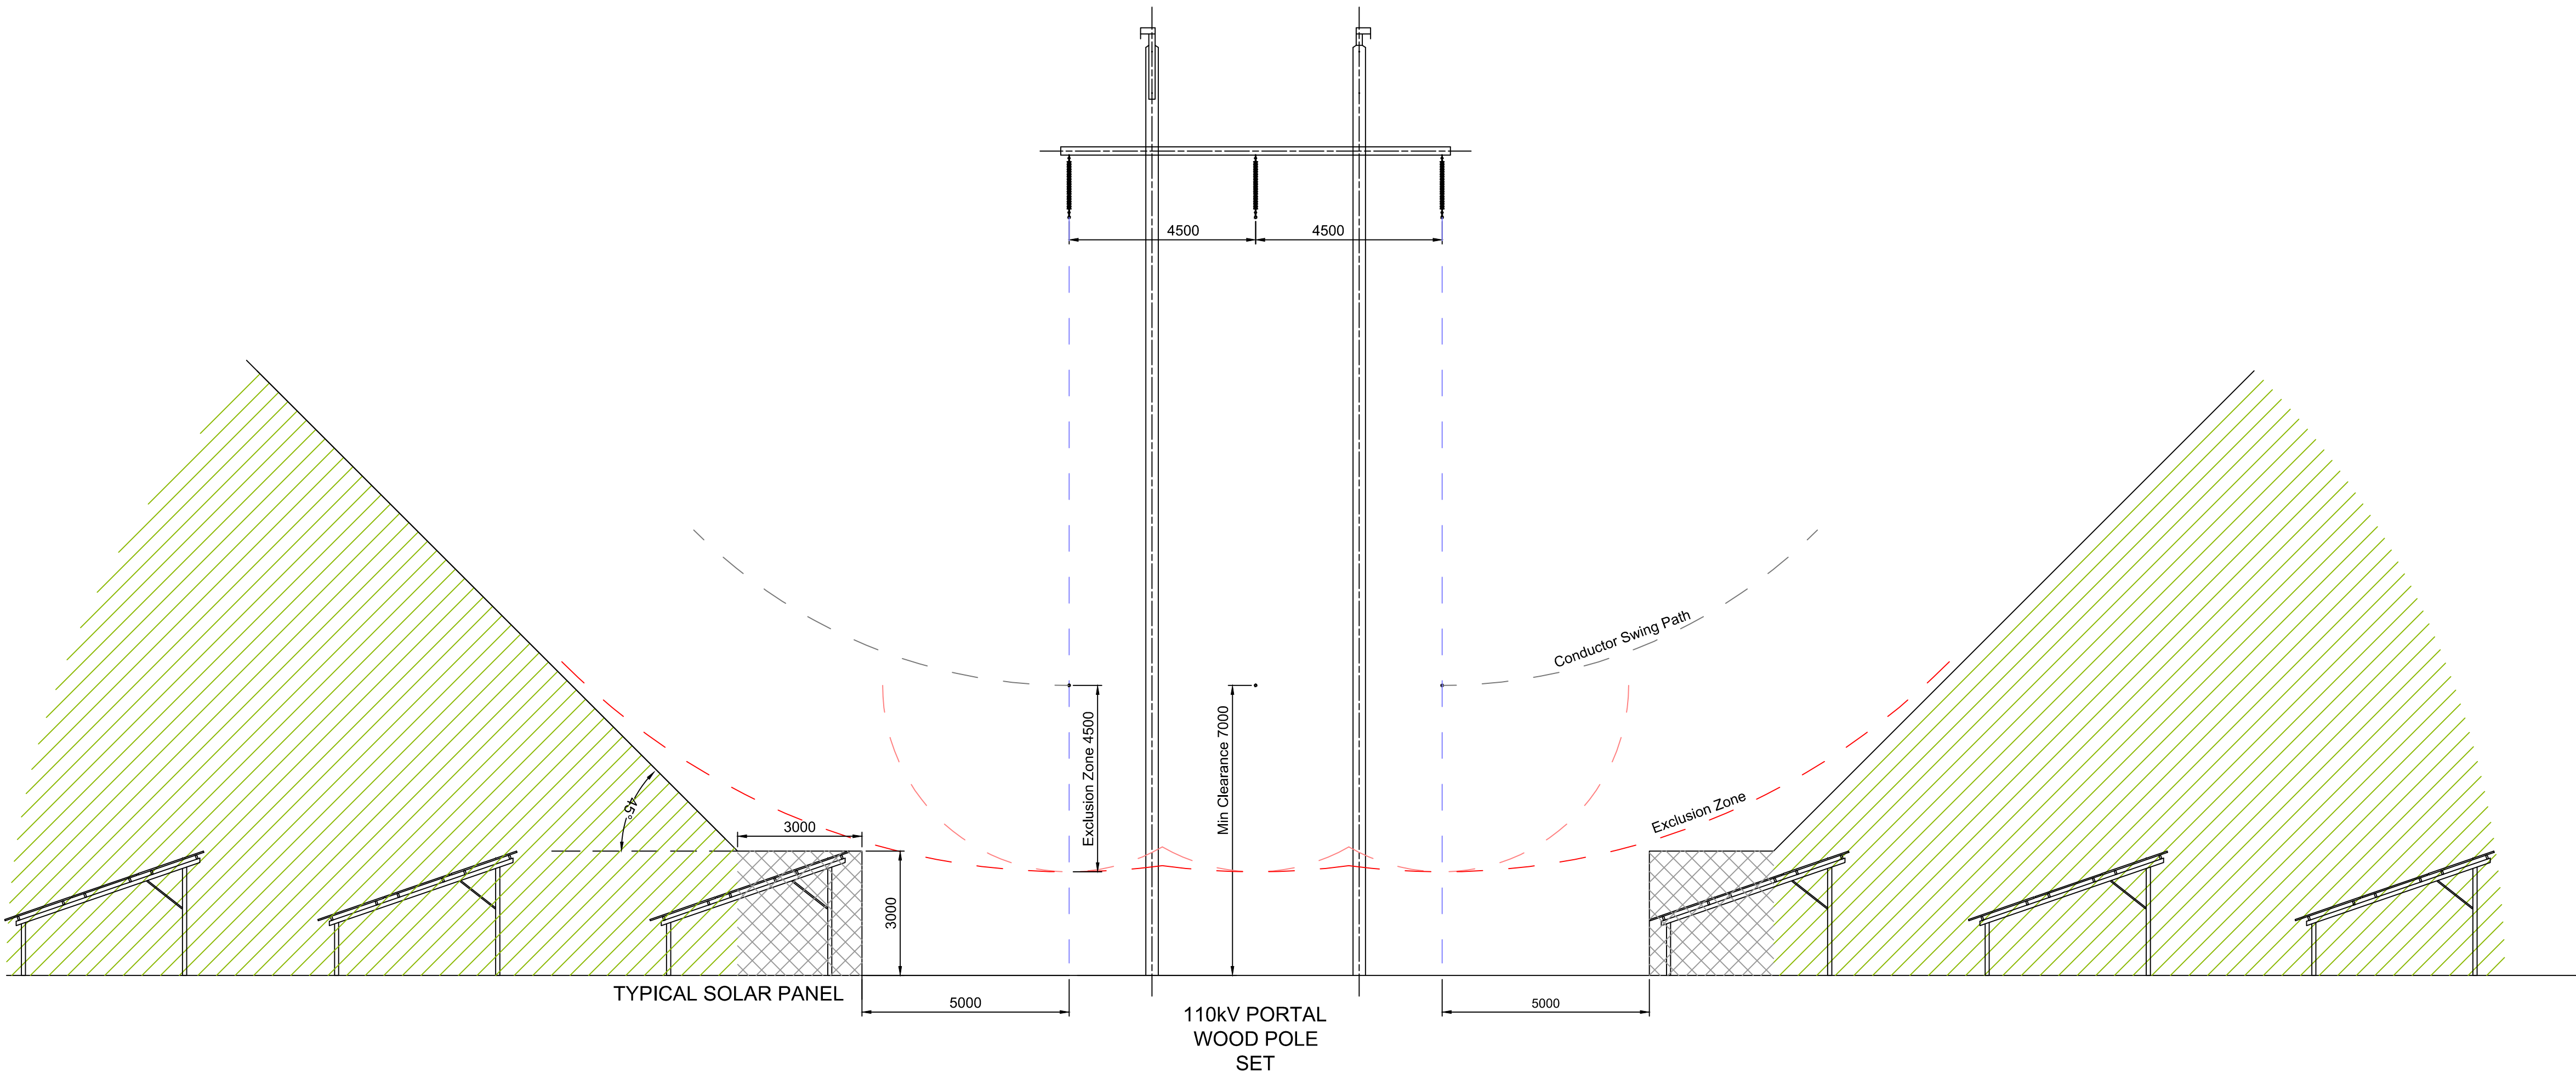 4500
4500
Conductor Swing Path
Exclusion Zone 4500
Min Clearance 7000
45°
3000
Exclusion Zone
3000
TYPICAL SOLAR PANEL
5000
5000
110kV PORTAL
WOOD POLE
SET